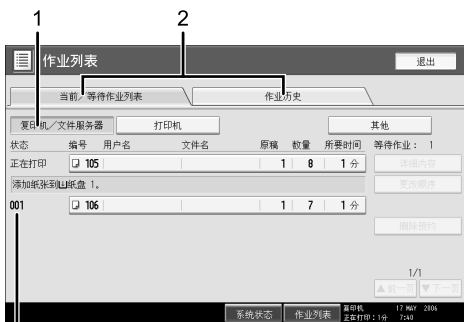 1 2
作业列表 退出
当前/等待作业列表 作业历史
复印机/文件服务器 打印机 其他
状态 编号 用户名 文件名 原稿 数量 所要时间 等待作业: 1
正在打印 105 1 8 1 分 详细内容
添加纸张到纸盘 1。 更改顺序
001 106 1 7 1 分
删除预约
1/1
▲前一页 ▼下一页
系统状态 作业列表 复印机 17 MAY 2006
正在打印:1分 7:40